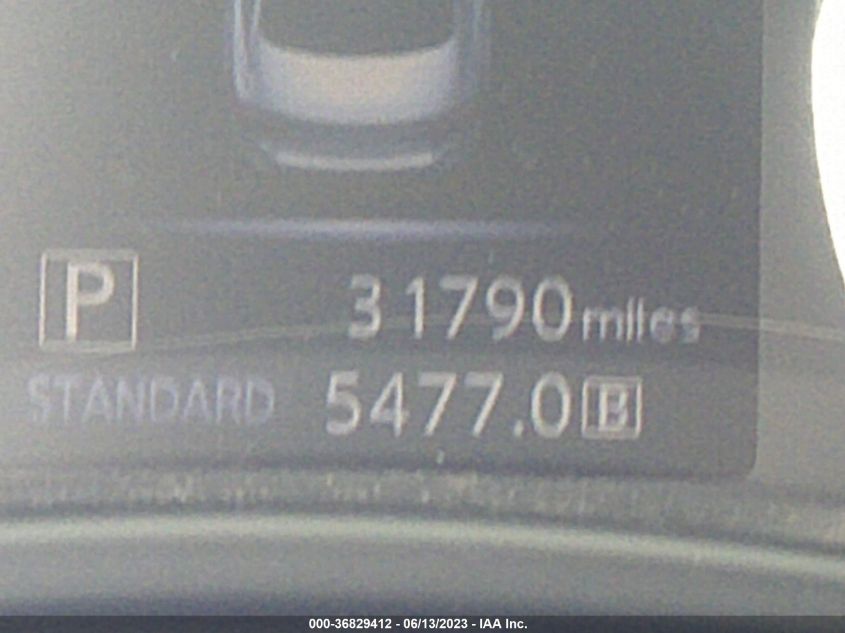 P 31790 miles
STANDARD 5477.0 B
000-36829412 - 06/13/2023 - IAA Inc.